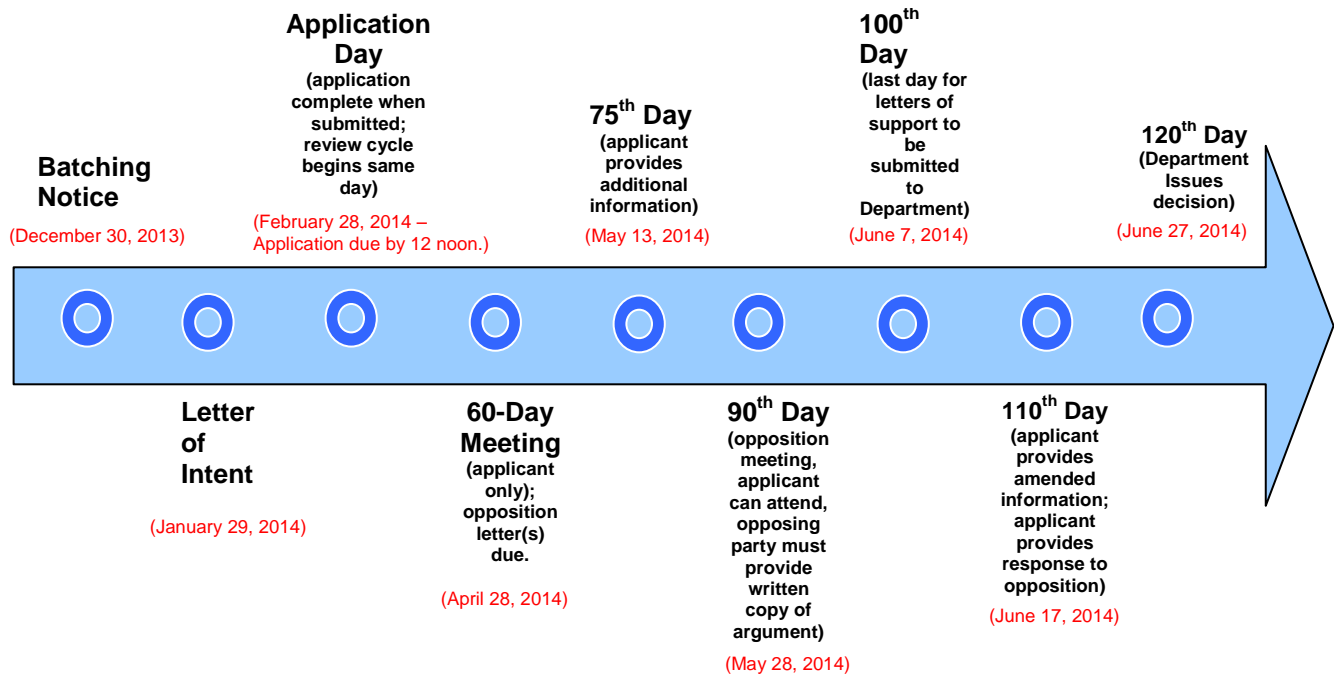 Batching
Notice
(December 30, 2013)
Letter
of
Intent
(January 29, 2014)
Application
Day
(application
complete when
submitted;
review cycle
begins same
day)
(February 28, 2014 –
Application due by 12 noon.)
60-Day
Meeting
(applicant
only);
opposition
letter(s)
due.
(April 28, 2014)
75th Day
(applicant
provides
additional
information)
(May 13, 2014)
90th Day
(opposition
meeting,
applicant
can attend,
opposing
party must
provide
written
copy of
argument)
(May 28, 2014)
100th
Day
(last day for
letters of
support to
be
submitted
to
Department)
(June 7, 2014)
110th Day
(applicant
provides
amended
information;
applicant
provides
response to
opposition)
(June 17, 2014)
120th Day
(Department
Issues
decision)
(June 27, 2014)